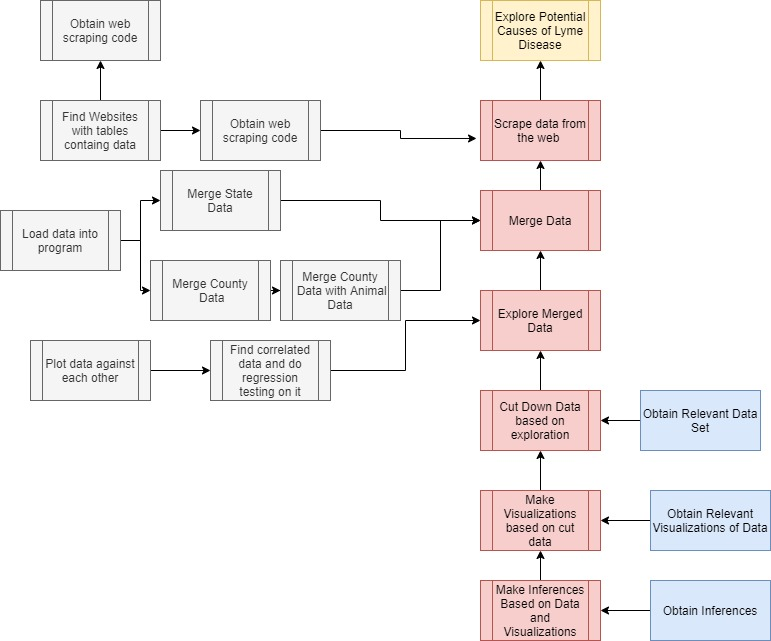 Obtain web
scraping code
Explore Potential
Causes of Lyme
Disease
Find Websites
with tables
containg data
Obtain web
scraping code
Scrape data from
the web
Merge State
Data
Merge Data
Load data into
program
Merge County
Data
Merge County
Data with Animal
Data
Explore Merged
Data
Plot data against
each other
Find correlated
data and do
regression
testing on it
Cut Down Data
based on
exploration
Obtain Relevant Data
Set
Make
Visualizations
based on cut
data
Obtain Relevant
Visualizations of Data
Make Inferences
Based on Data
and
Visualizations
Obtain Inferences